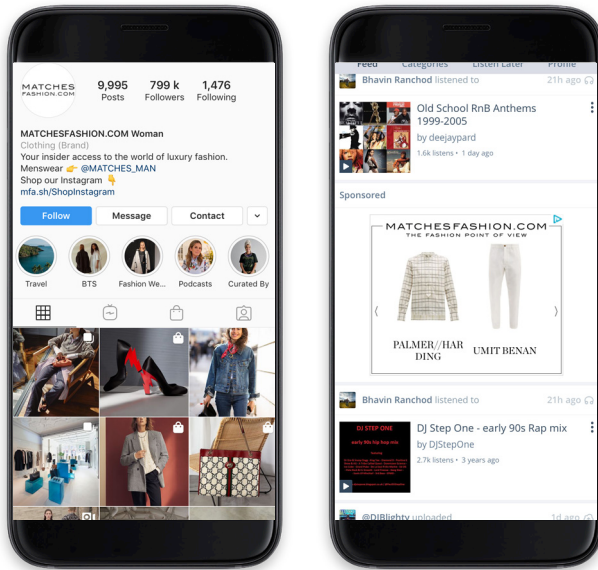 MATCHES
FASHION.COM
9,995 799 k 1,476
Posts Followers Following
MATCHESFASHION.COM Woman
Clothing (Brand)
Your insider access to the world of luxury fashion.
Menswear 👉 @MATCHES_MAN
Shop our Instagram 👇
mfa.sh/ShopInstagram
Follow Message Contact
Travel BTS Fashion We... Podcasts Curated By
Feed Categories Listen Later Profile
Bhavin Ranchod listened to 21h ago
Old School RnB Anthems
1999-2005
by deejaypard
1.6k listens • 1 day ago
Sponsored
MATCHESFASHION.COM
THE FASHION POINT OF VIEW
PALMER//HAR
DING
UMIT BENAN
Bhavin Ranchod listened to 21h ago
DJ STEP ONE
early 90s hip hop mix
DJ Step One - early 90s Rap mix
by DJStepOne
2.7k listens • 3 years ago
@DJBlighty uploaded 1d ago